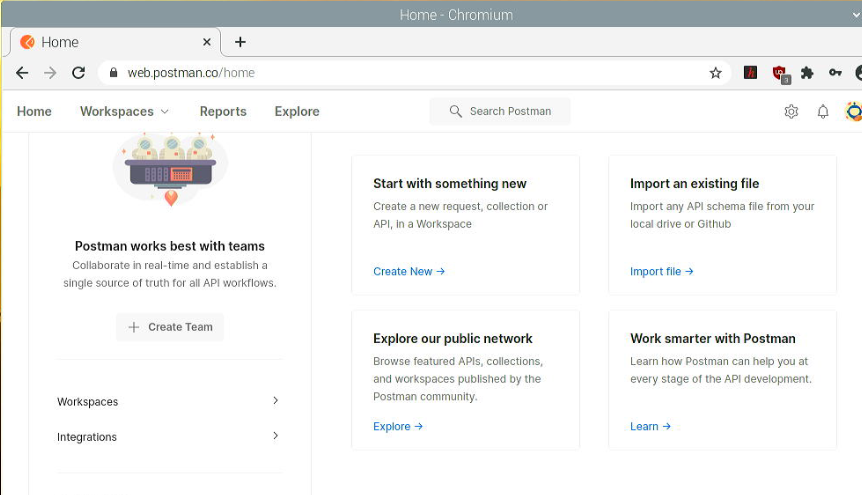 Home - Chromium
Home
web.postman.co/home
3
Home Workspaces Reports Explore Search Postman
Postman works best with teams
Collaborate in real-time and establish a
single source of truth for all API workflows.
Create Team
Workspaces
Integrations
Start with something new
Create a new request, collection or
API, in a Workspace
Create New →
Import an existing file
Import any API schema file from your
local drive or Github
Import file →
Explore our public network
Browse featured APIs, collections,
and workspaces published by the
Postman community.
Explore →
Work smarter with Postman
Learn how Postman can help you at
every stage of the API development.
Learn →